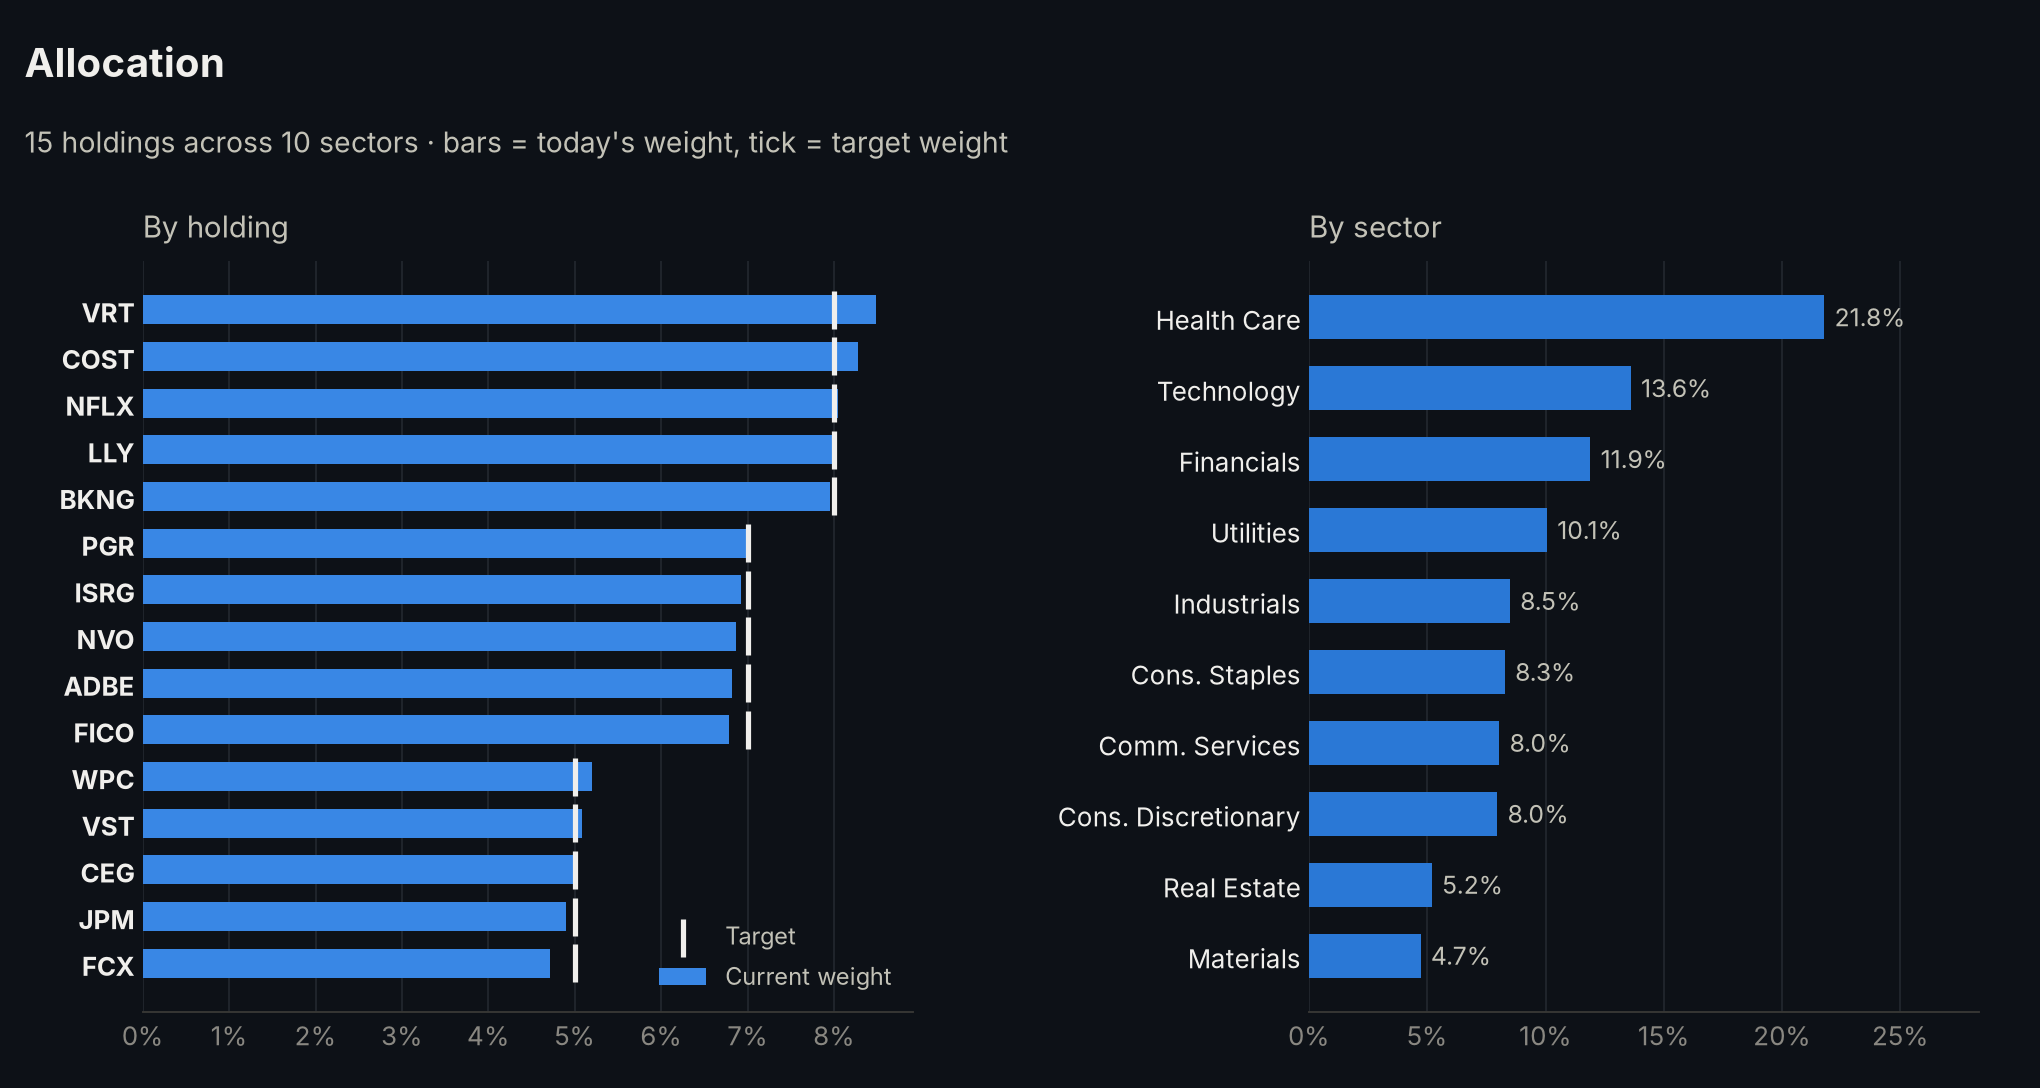 Allocation
15 holdings across 10 sectors · bars = today's weight, tick = target weight
By holding
VRT
COST
NFLX
LLY
BKNG
PGR
ISRG
NVO
ADBE
FICO
WPC
VST
CEG
JPM
FCX
Target
Current weight
0% 1% 2% 3% 4% 5% 6% 7% 8%
By sector
Health Care 21.8%
Technology 13.6%
Financials 11.9%
Utilities 10.1%
Industrials 8.5%
Cons. Staples 8.3%
Comm. Services 8.0%
Cons. Discretionary 8.0%
Real Estate 5.2%
Materials 4.7%
0% 5% 10% 15% 20% 25%